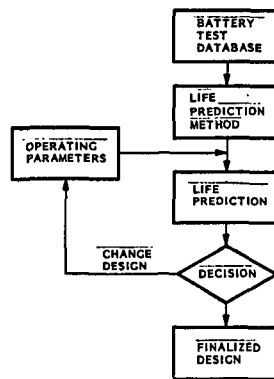 BATTERY
TEST
DATABASE
LIFE
PREDICTION
METHOD
OPERATING
PARAMETERS
LIFE
PREDICTION
CHANGE
DESIGN
DECISION
FINALIZED
DESIGN